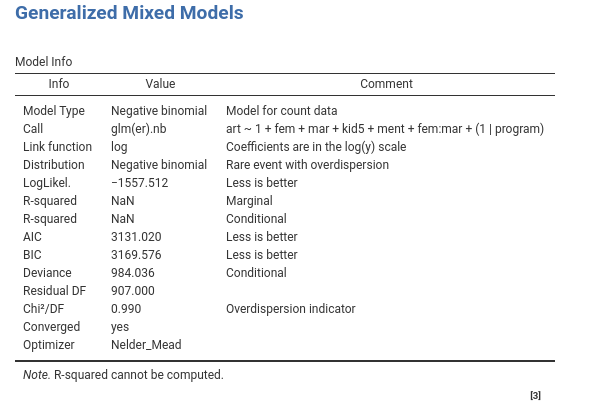 Generalized Mixed Models
Model Info
Info Value Comment
Model Type Negative binomial Model for count data
Call glm(er).nb art ~ 1 + fem + mar + kid5 + ment + fem:mar + (1 | program)
Link function log Coefficients are in the log(y) scale
Distribution Negative binomial Rare event with overdispersion
LogLikel. −1557.512 Less is better
R-squared NaN Marginal
R-squared NaN Conditional
AIC 3131.020 Less is better
BIC 3169.576 Less is better
Deviance 984.036 Conditional
Residual DF 907.000
Chi²/DF 0.990 Overdispersion indicator
Converged yes
Optimizer Nelder_Mead
Note. R-squared cannot be computed.
[3]